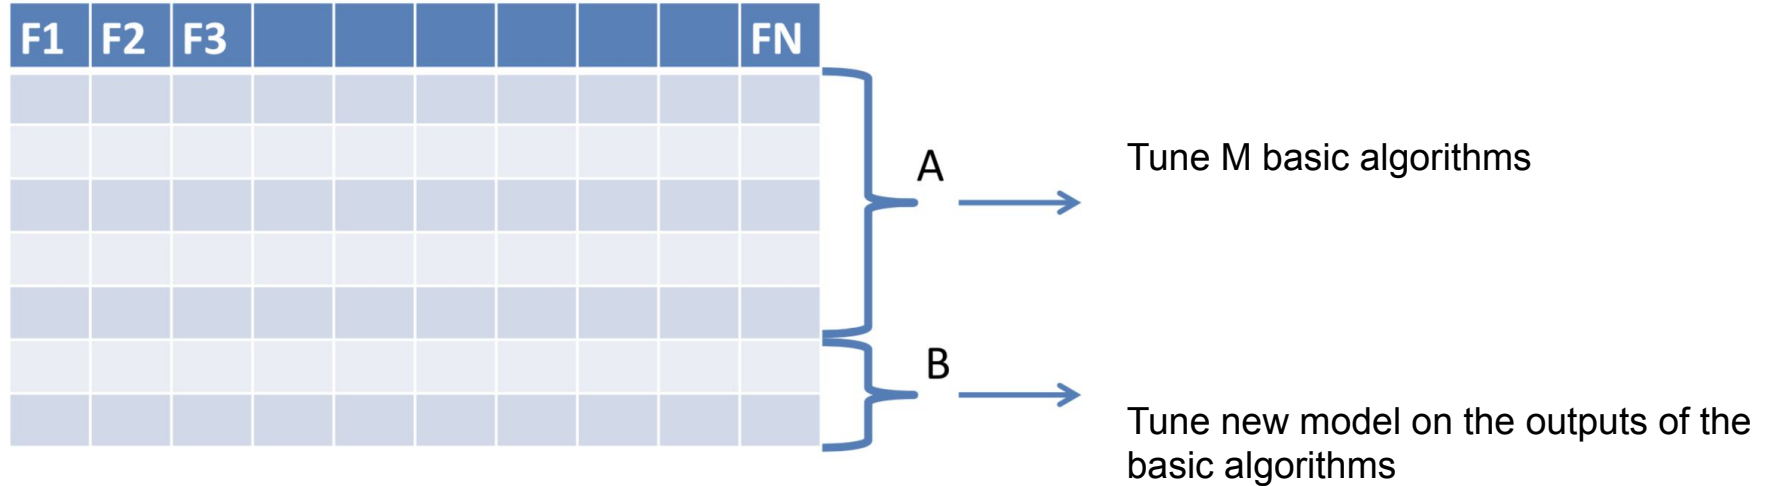 F1 F2 F3 FN
A
Tune M basic algorithms
B
Tune new model on the outputs of the
basic algorithms